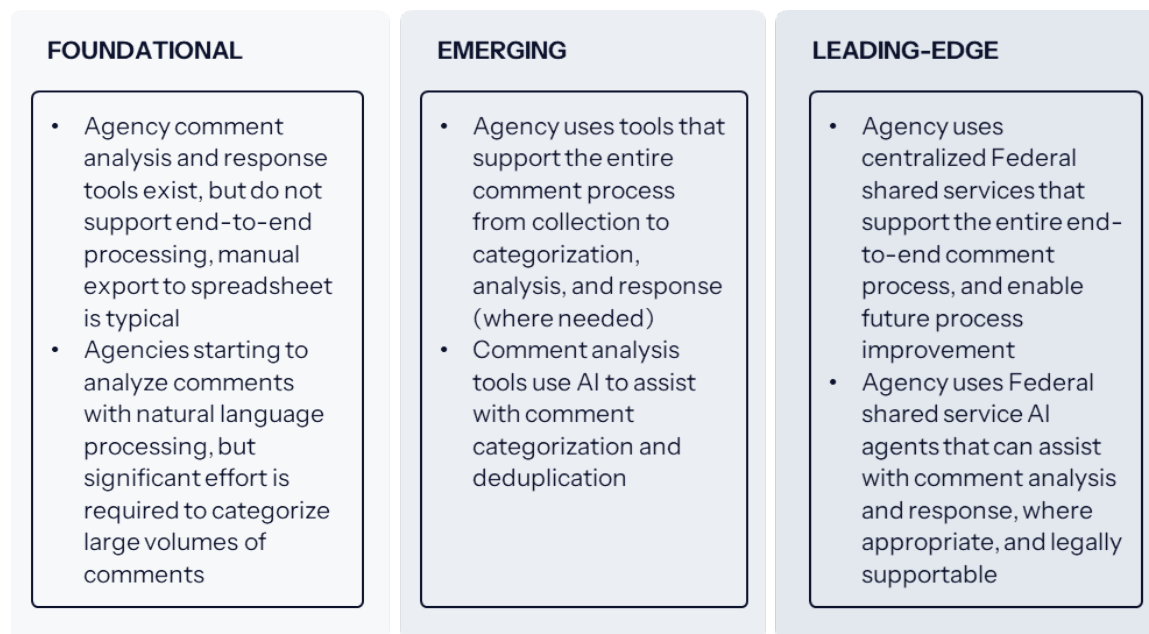 FOUNDATIONAL
• Agency comment
analysis and response
tools exist, but do not
support end-to-end
processing, manual
export to spreadsheet
is typical
• Agencies starting to
analyze comments
with natural language
processing, but
significant effort is
required to categorize
large volumes of
comments
EMERGING
• Agency uses tools that
support the entire
comment process
from collection to
categorization,
analysis, and response
(where needed)
• Comment analysis
tools use AI to assist
with comment
categorization and
deduplication
LEADING-EDGE
• Agency uses
centralized Federal
shared services that
support the entire end-
to-end comment
process, and enable
future process
improvement
• Agency uses Federal
shared service AI
agents that can assist
with comment analysis
and response, where
appropriate, and legally
supportable